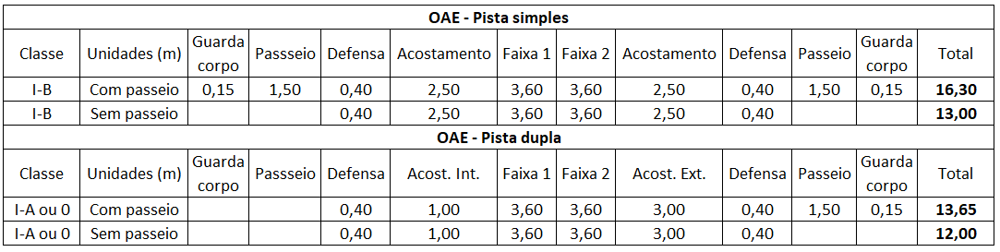 OAE - Pista simples
Classe Unidades (m) Guarda corpo Passseio Defensa Acostamento Faixa 1 Faixa 2 Acostamento Defensa Passeio Guarda corpo Total
I-B Com passeio 0,15 1,50 0,40 2,50 3,60 3,60 2,50 0,40 1,50 0,15 16,30
I-B Sem passeio 0,40 2,50 3,60 3,60 2,50 0,40 13,00
OAE - Pista dupla
Classe Unidades (m) Guarda corpo Passseio Defensa Acost. Int. Faixa 1 Faixa 2 Acost. Ext. Defensa Passeio Guarda corpo Total
I-A ou 0 Com passeio 0,40 1,00 3,60 3,60 3,00 0,40 1,50 0,15 13,65
I-A ou 0 Sem passeio 0,40 1,00 3,60 3,60 3,00 0,40 12,00